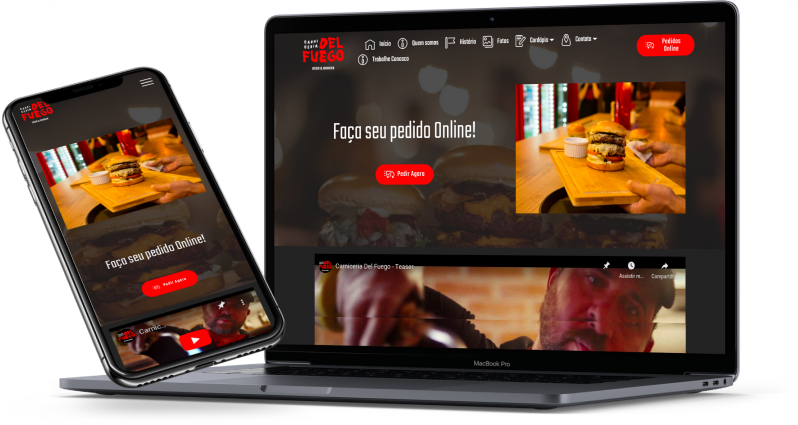 CARNI
CERIA
DEL
FUEGO
Início
Quem somos
História
Fotos
Cardápio
Contato
Pedidos
Online
Trabalhe Conosco
Faça seu pedido Online!
Pedir Agora
Carniceria Del Fuego - Teaser
Assistir m...
Compartilh
MacBook Pro
DEL
FUEGO
Faça seu pedido Online!
Pedir Agora
Carnic...